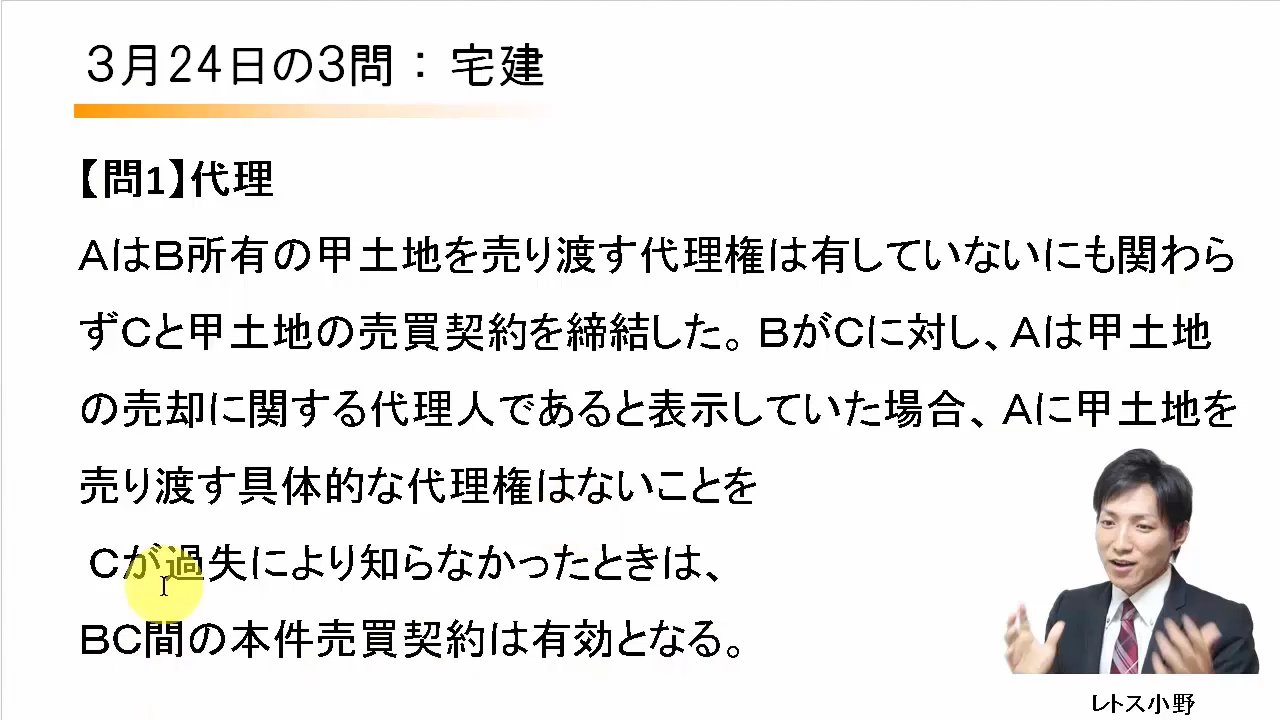 ３月24日の３問：宅建
【問1】代理
ＡはＢ所有の甲土地を売り渡す代理権は有していないにも関わら
ずＣと甲土地の売買契約を締結した。ＢがＣに対し、Ａは甲土地
の売却に関する代理人であると表示していた場合、Ａに甲土地を
売り渡す具体的な代理権はないことを
Ｃが過失により知らなかったときは、
ＢＣ間の本件売買契約は有効となる。
レトス小野